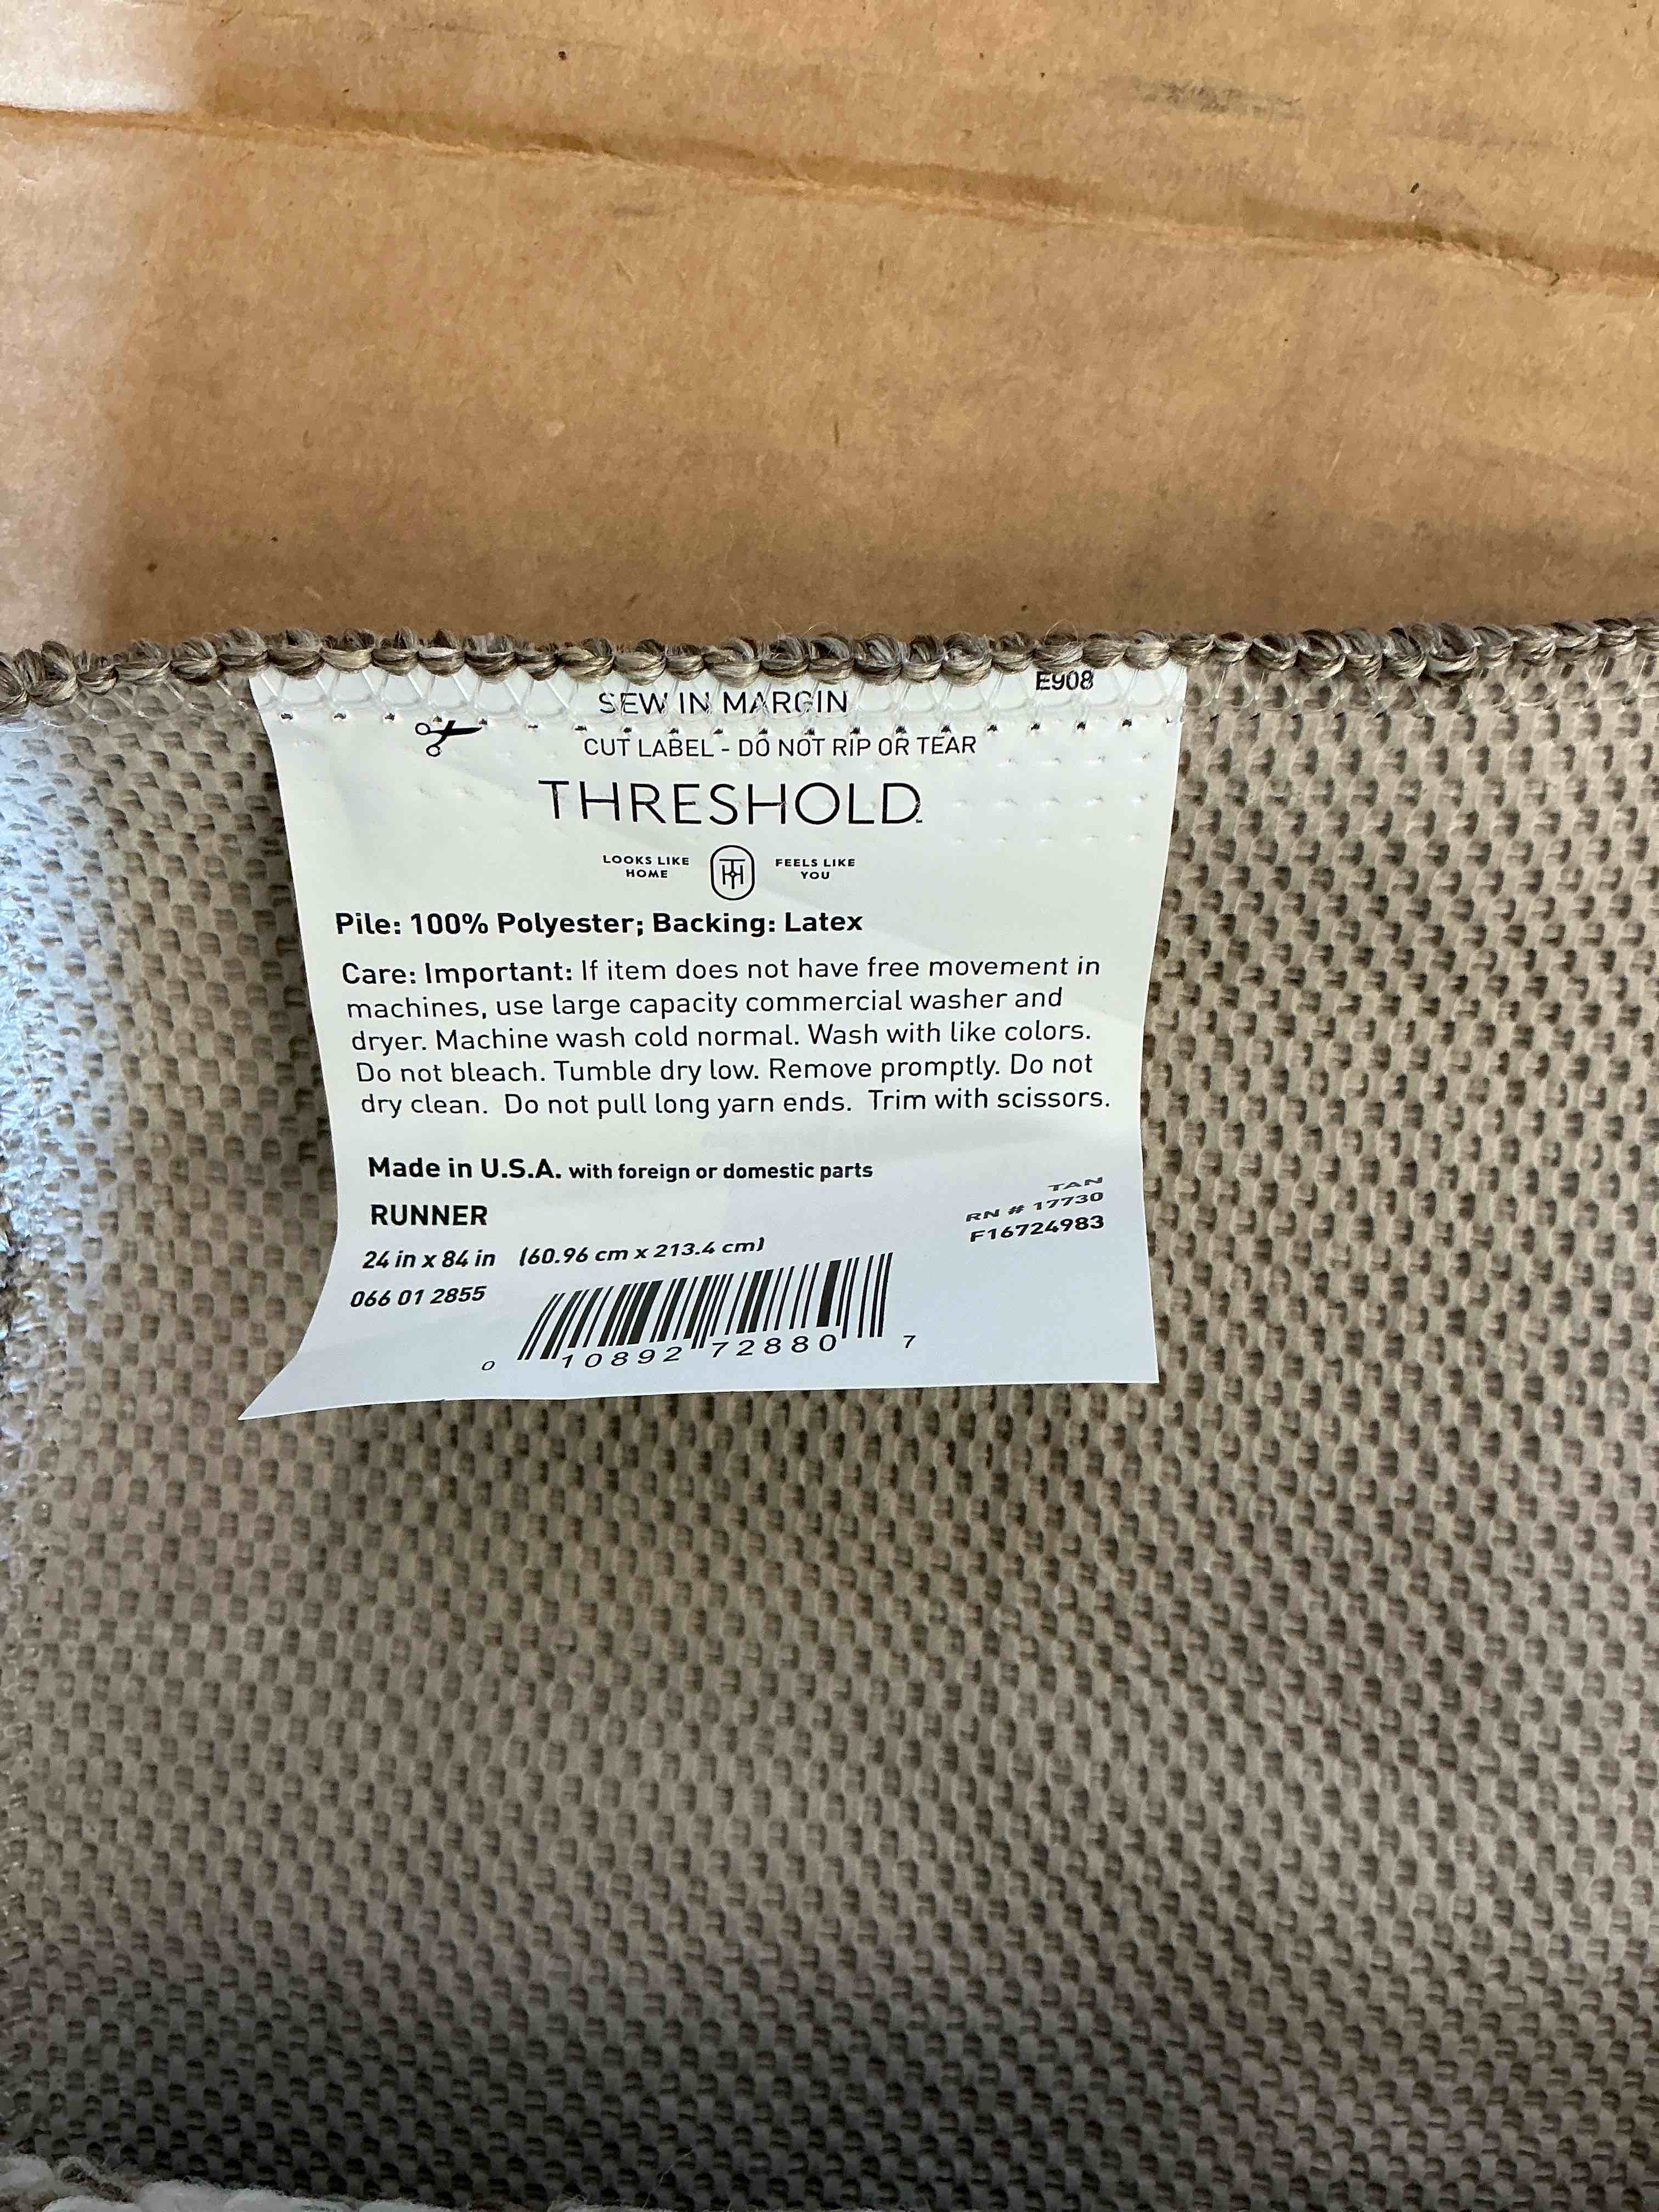 E908
SEW IN MARGIN
CUT LABEL - DO NOT RIP OR TEAR
THRESHOLD™
LOOKS LIKE
HOME
FEELS LIKE
YOU
Pile: 100% Polyester; Backing: Latex
Care: Important: If item does not have free movement in
machines, use large capacity commercial washer and
dryer. Machine wash cold normal. Wash with like colors.
Do not bleach. Tumble dry low. Remove promptly. Do not
dry clean. Do not pull long yarn ends. Trim with scissors.
Made in U.S.A. with foreign or domestic parts
TAN
RUNNER
RN # 17730
F16724983
24 in x 84 in (60.96 cm x 213.4 cm)
066 01 2855
0 10892 72880 7